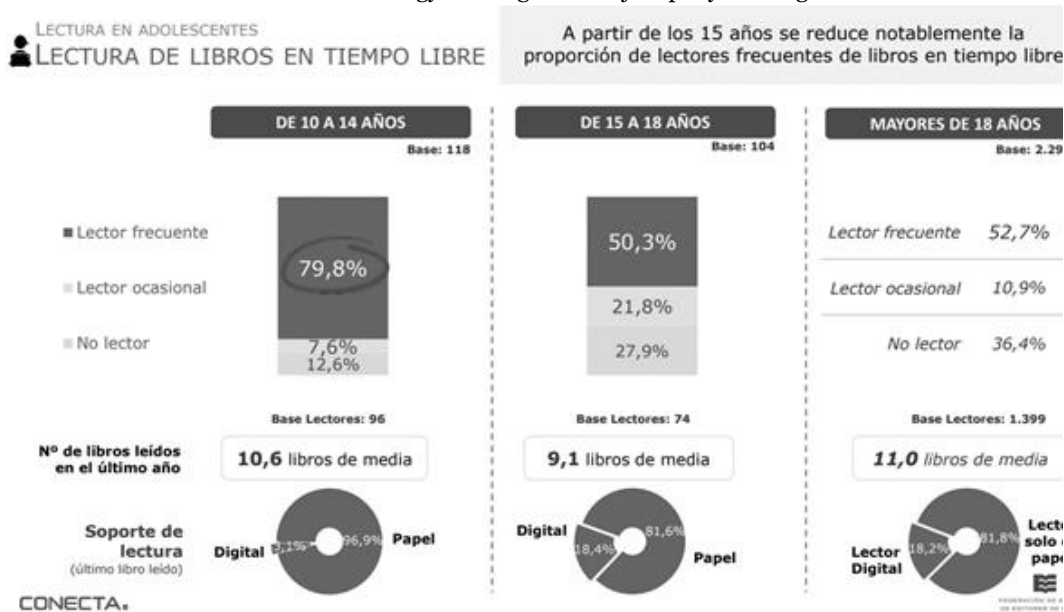 LECTURA EN ADOLESCENTES
LECTURA DE LIBROS EN TIEMPO LIBRE
A partir de los 15 años se reduce notablemente la
proporción de lectores frecuentes de libros en tiempo libre
DE 10 A 14 AÑOS
Base: 118
Lector frecuente
Lector ocasional
No lector
79,8%
7,6%
12,6%
DE 15 A 18 AÑOS
Base: 104
50,3%
21,8%
27,9%
MAYORES DE 18 AÑOS
Base: 2.29
Lector frecuente 52,7%
Lector ocasional 10,9%
No lector 36,4%
Nº de libros leídos
en el último año
Base Lectores: 96
10,6 libros de media
Base Lectores: 74
9,1 libros de media
Base Lectores: 1.399
11,0 libros de media
Soporte de
lectura
(último libro leído)
Digital 3,1% 96,9% Papel
Digital 18,4% 81,6% Papel
Lector
Digital
18,2%
81,8%
solo
CONECTA.